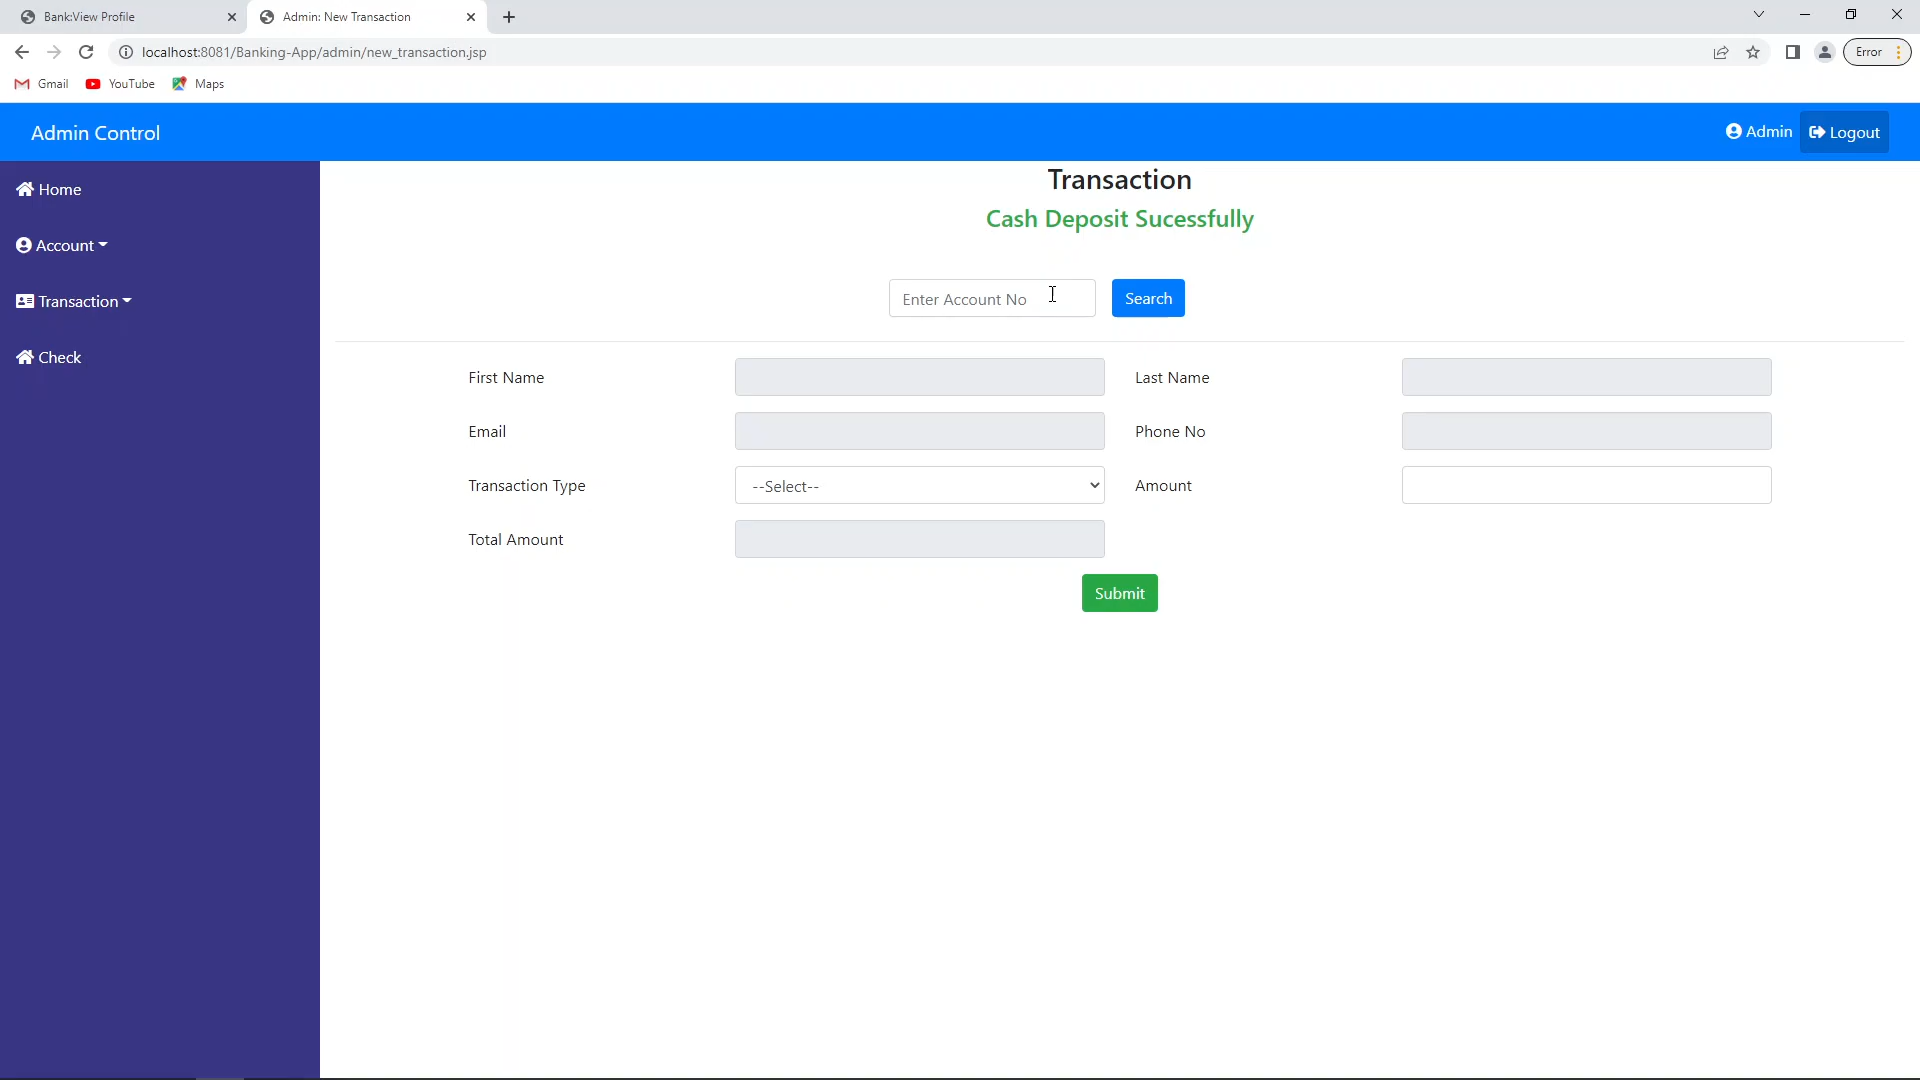 Bank:View Profile
Admin: New Transaction
localhost:8081/Banking-App/admin/new_transaction.jsp
Error
Gmail
YouTube
Maps
Admin Control
Admin
Logout
Home
Account
Transaction
Check
Transaction
Cash Deposit Sucessfully
Enter Account No
Search
First Name
Last Name
Email
Phone No
Transaction Type
--Select--
Amount
Total Amount
Submit